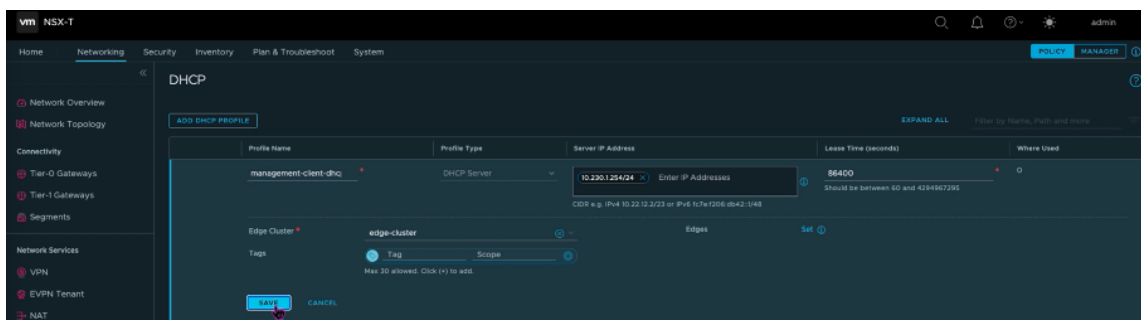 vm NSX-T
admin
Home Networking Security Inventory Plan & Troubleshoot System
POLICY MANAGER
DHCP
Network Overview
Network Topology
Connectivity
Tier-0 Gateways
Tier-1 Gateways
Segments
Network Services
VPN
EVPN Tenant
NAT
ADD DHCP PROFILE
EXPAND ALL Filter by Name, Path and more
Profile Name Profile Type Server IP Address Lease Time (seconds) Where Used
management-client-dhc * DHCP Server 10.230.1.254/24 × Enter IP Addresses 86400 * 0
Should be between 60 and 4294967295
CIDR e.g. IPv4 10.22.12.2/23 or IPv6 fc7e:f206:db42::1/48
Edge Cluster * edge-cluster Edges Set
Tags Tag Scope
Max 30 allowed. Click (+) to add.
SAVE CANCEL